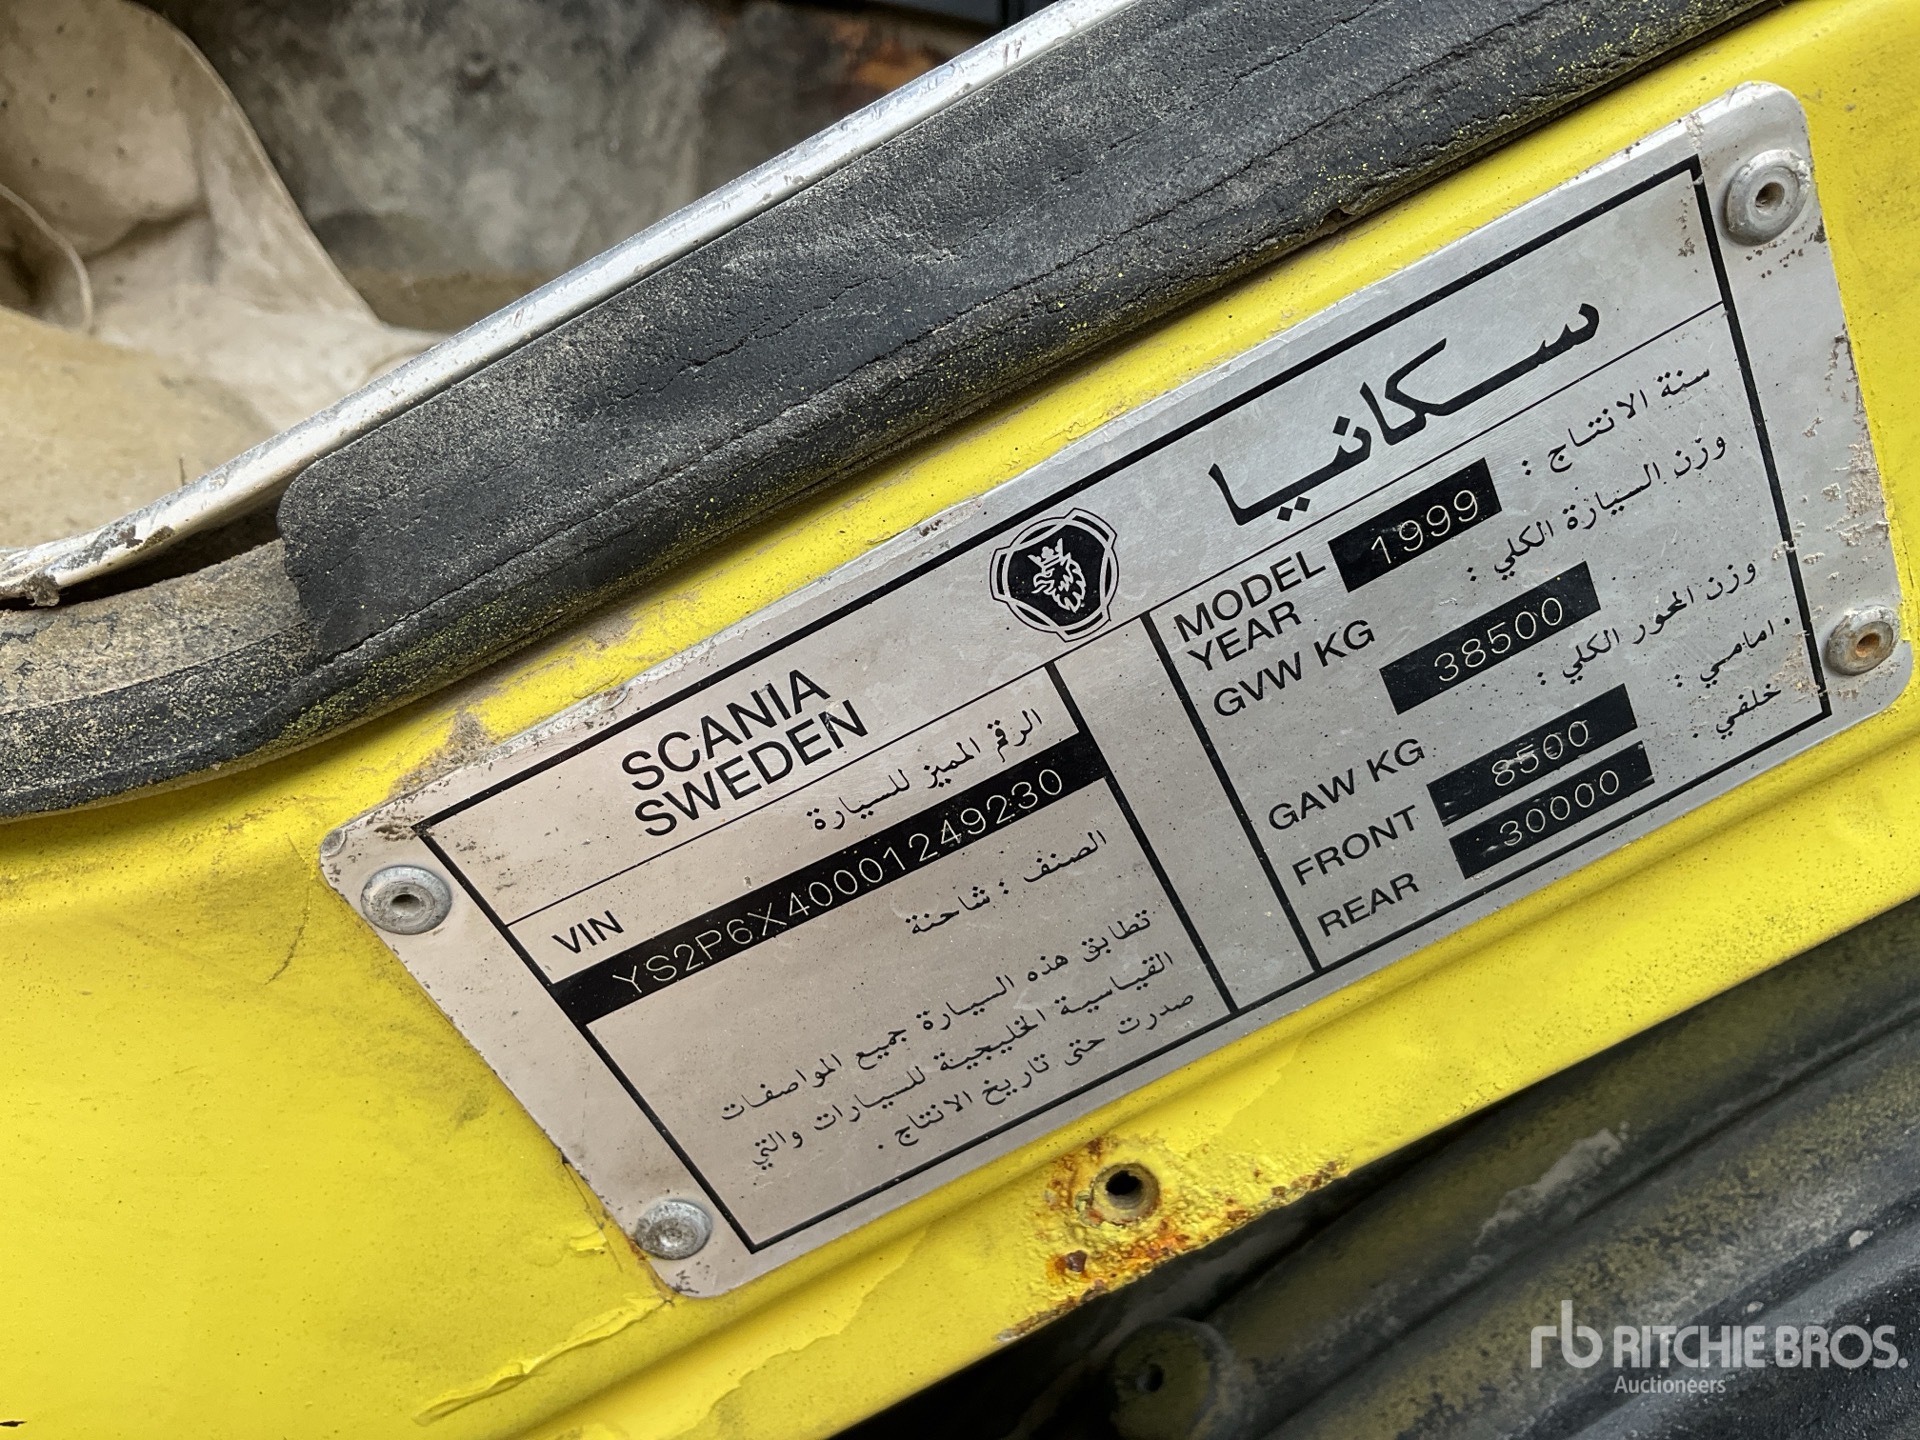 SCANIA
SWEDEN
سكانيا
VIN
الرقم المميز للسيارة
YS2P6X40001249230
الصنف : شاحنة
تطابق هذه السيارة جميع المواصفات
القياسية الخليجية للسيارات والتي
صدرت حتى تاريخ الانتاج .
MODEL YEAR 1999 سنة الانتاج :
GVW KG 38500 وزن السيارة الكلي :
GAW KG وزن المحور الكلي :
FRONT 8500 امامي :
REAR 30000 خلفي :
rb RITCHIE BROS.
Auctioneers